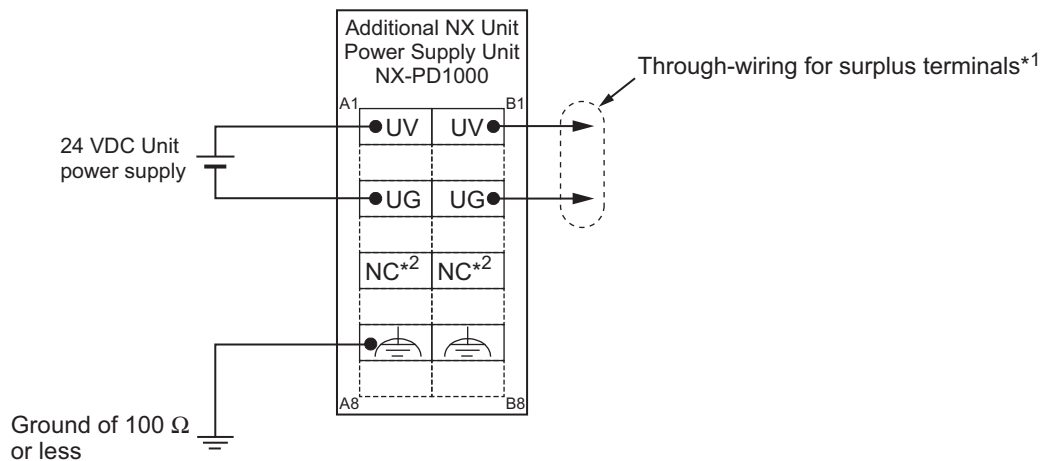 Additional NX Unit
Power Supply Unit
NX-PD1000
Through-wiring for surplus terminals*1
A1
B1
UV
UV
24 VDC Unit
power supply
UG
UG
NC*2
NC*2
A8
B8
Ground of 100 Ω
or less